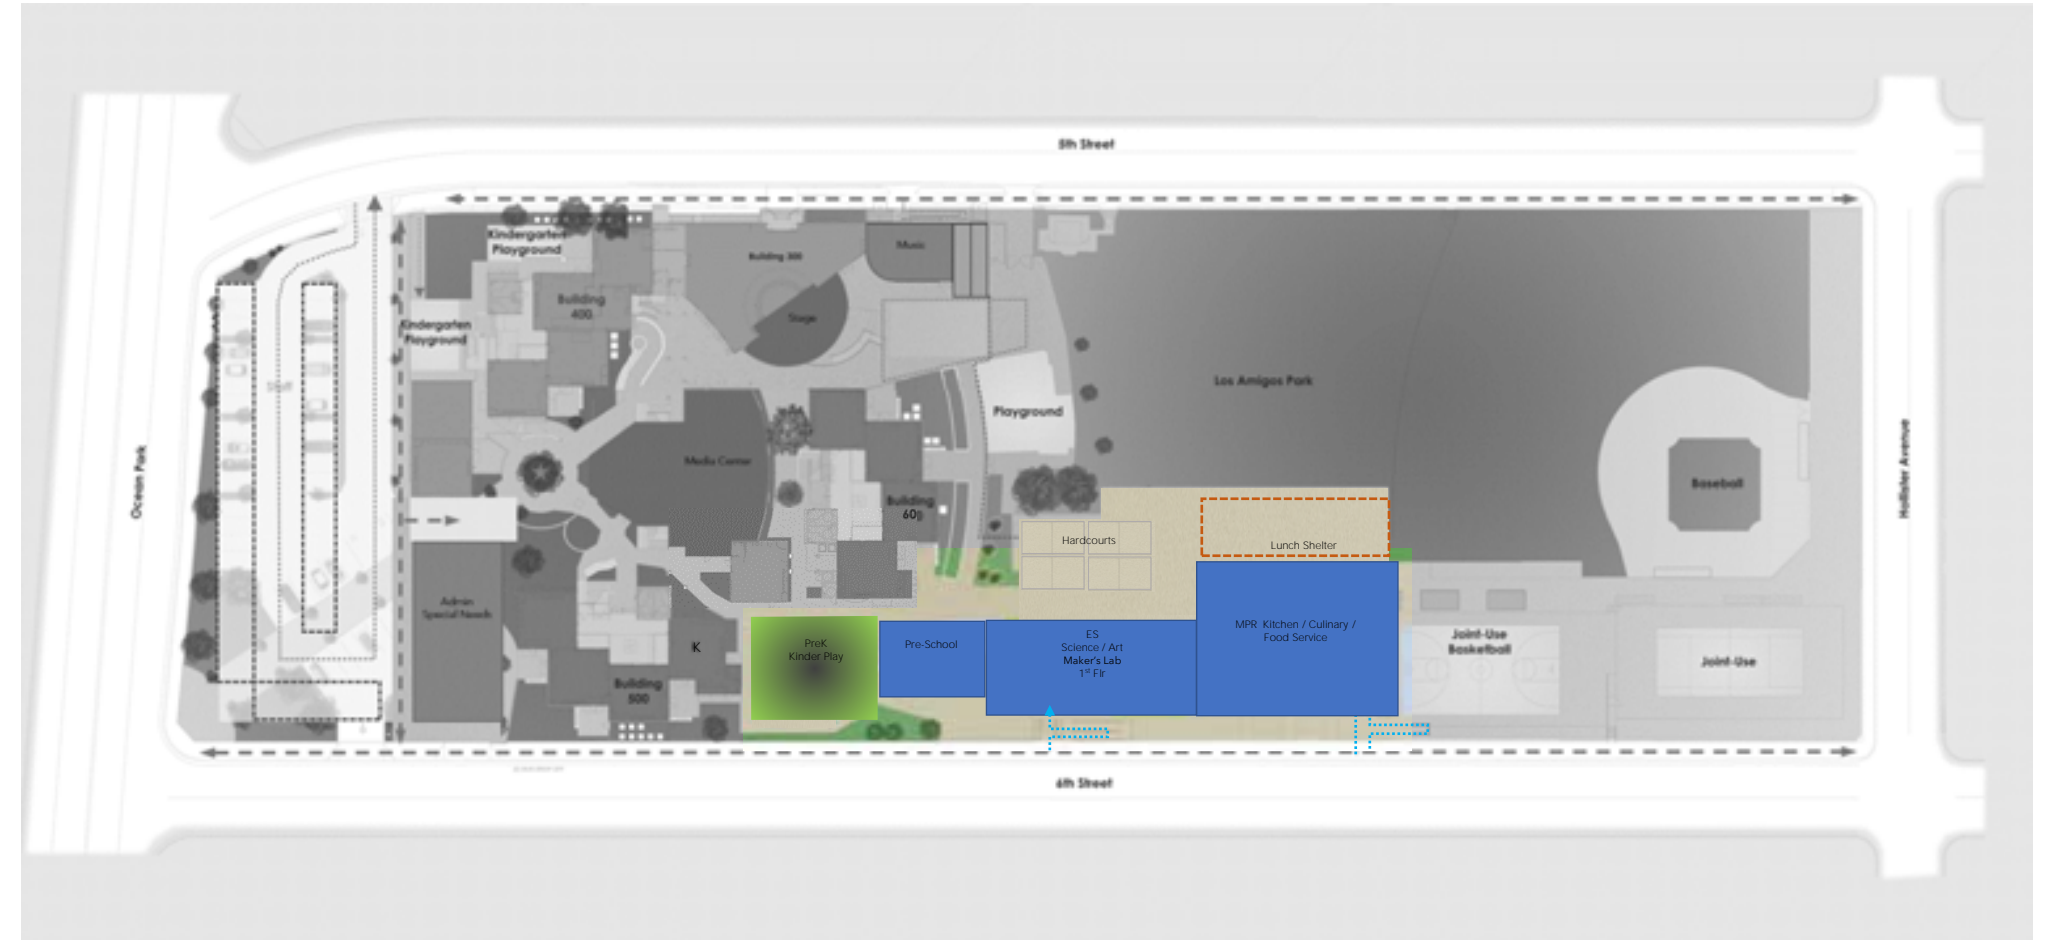 5th Street
Kindergarten
Playground
Building 300
Music
Building
400
Stage
Kindergarten
Playground
Staff
Los Amigos Park
Playground
Ocean Park
Media Center
Building
600
Baseball
Hollister Avenue
Hardcourts
Lunch Shelter
Admin
Special Needs
K
Building
500
PreK
Kinder Play
Pre-School
ES
Science / Art
Maker's Lab
1st Flr
MPR Kitchen / Culinary /
Food Service
Joint-Use
Basketball
Joint-Use
6th Street